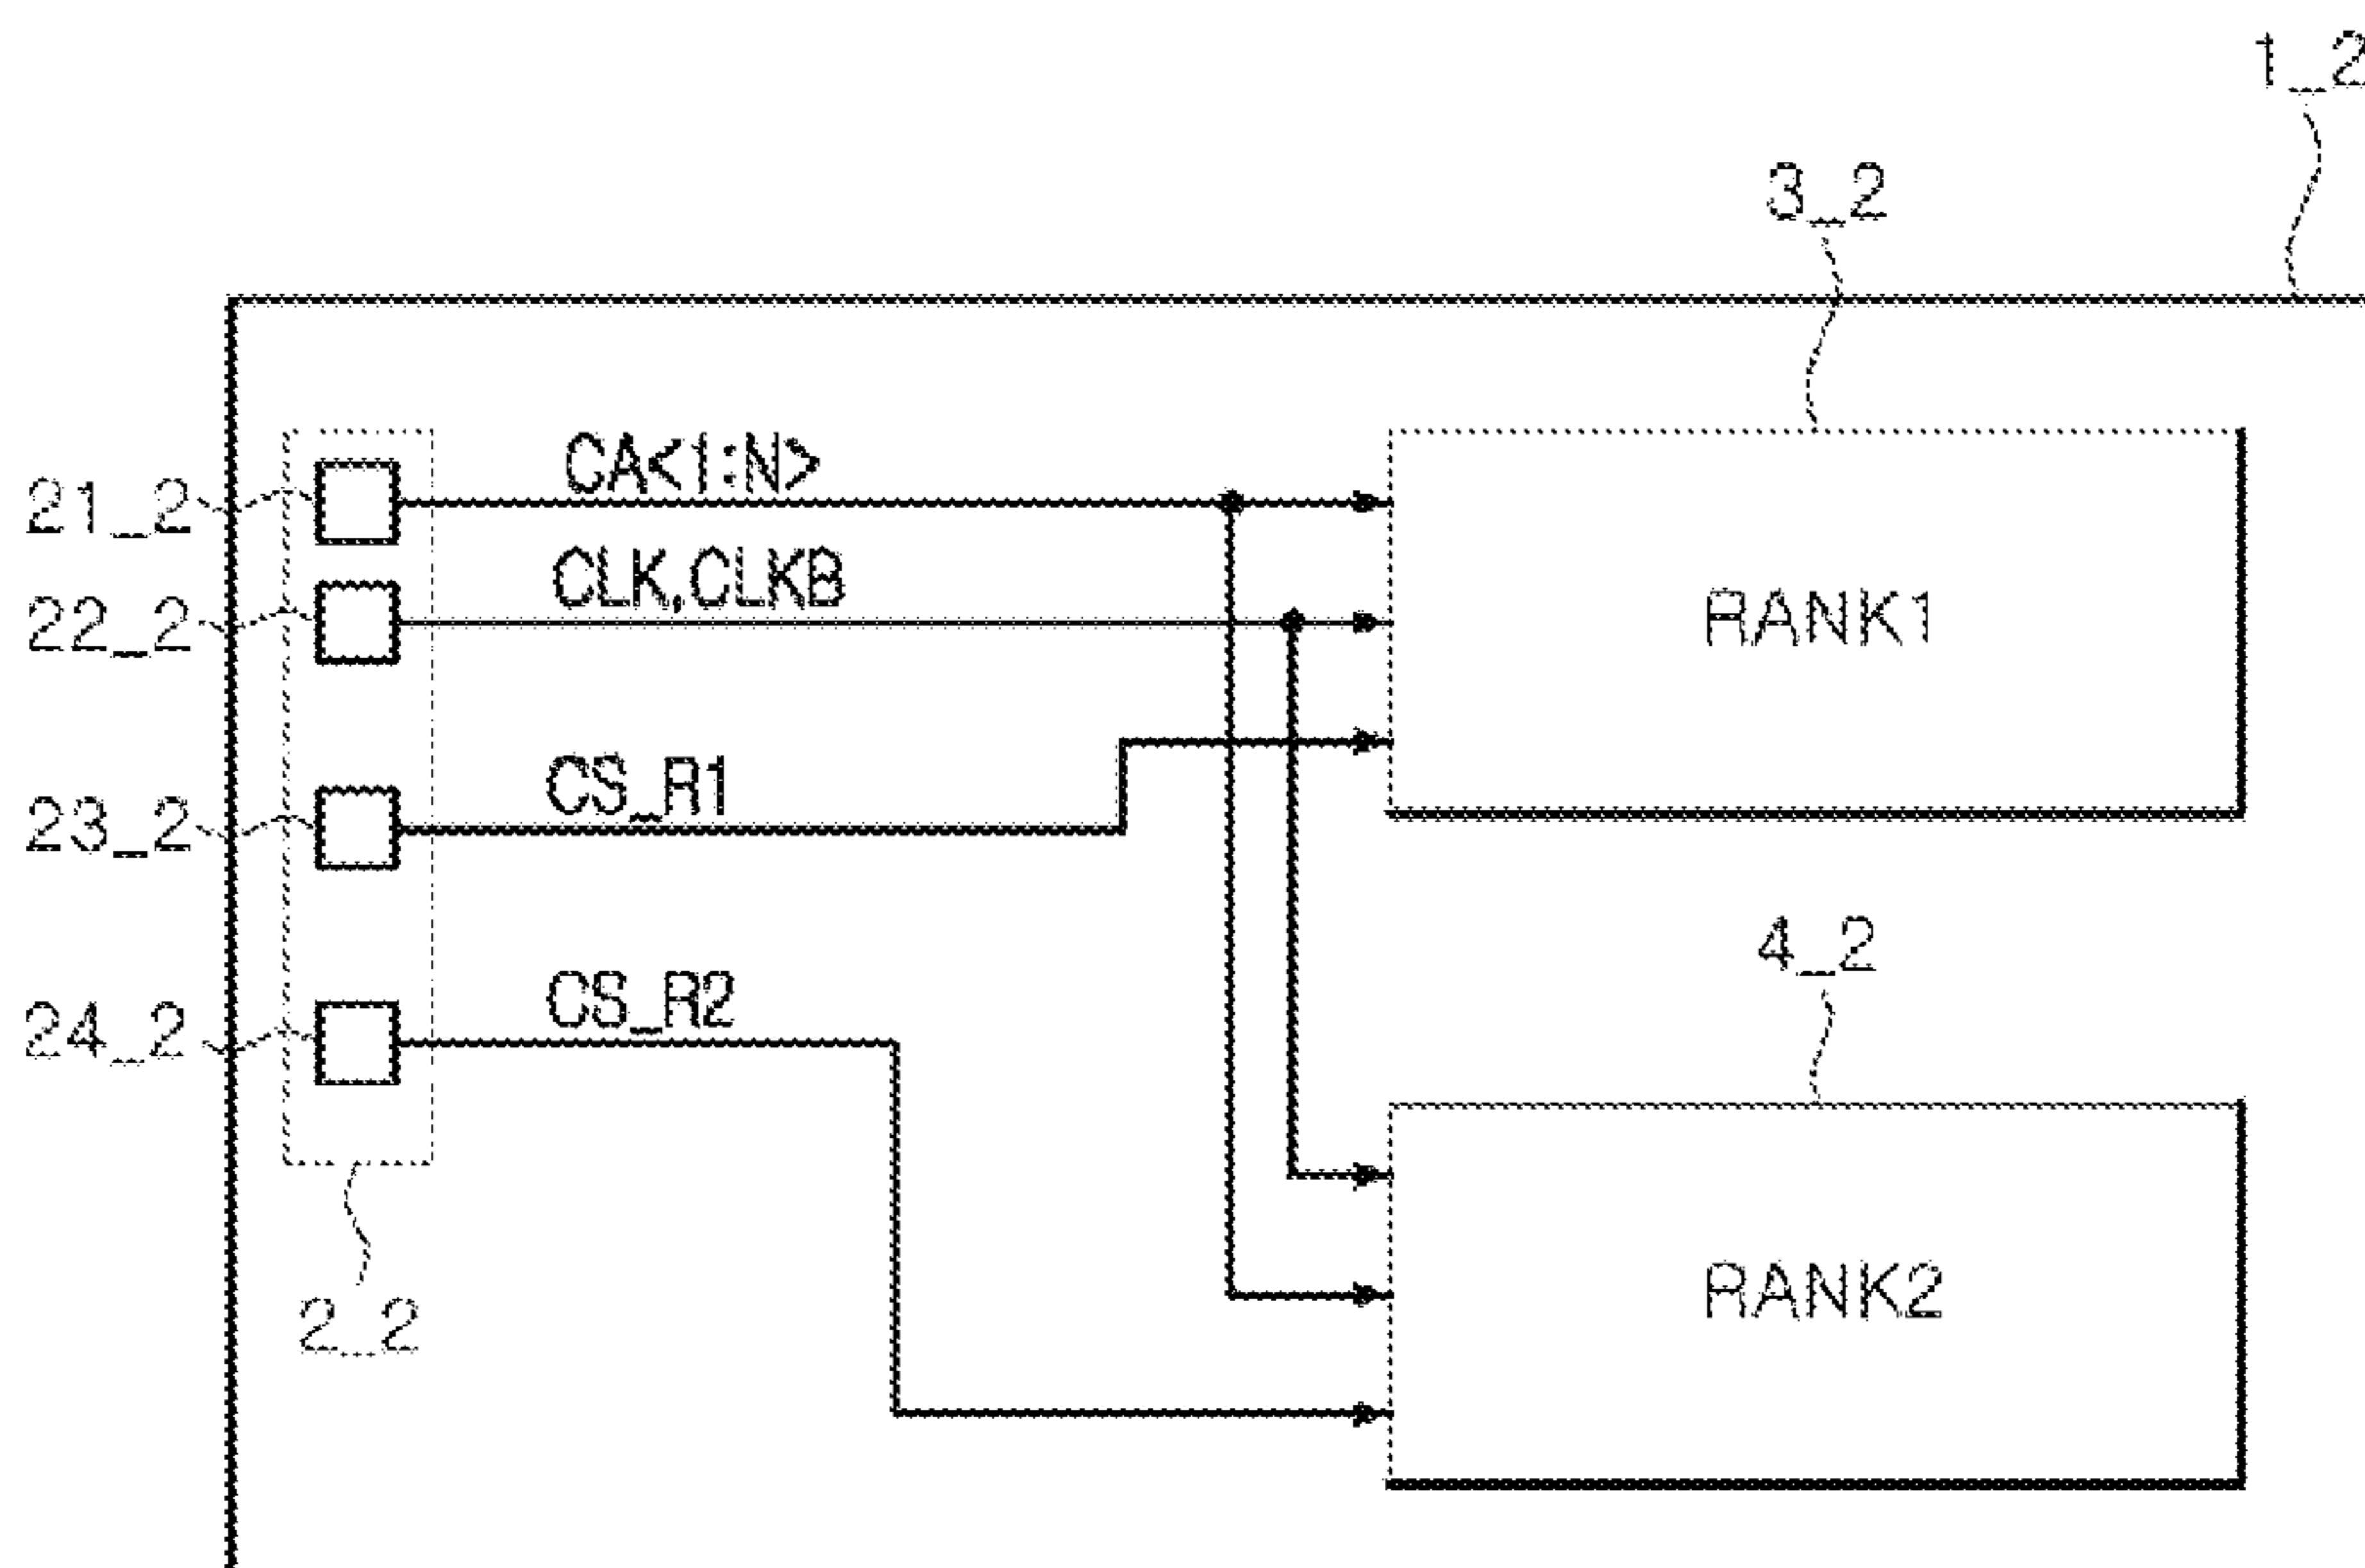 1_2
3_2
21_2
CA<1:N>
22_2
CLK,CLKB
RANK1
23_2
CS_R1
4_2
24_2
CS_R2
RANK2
2_2